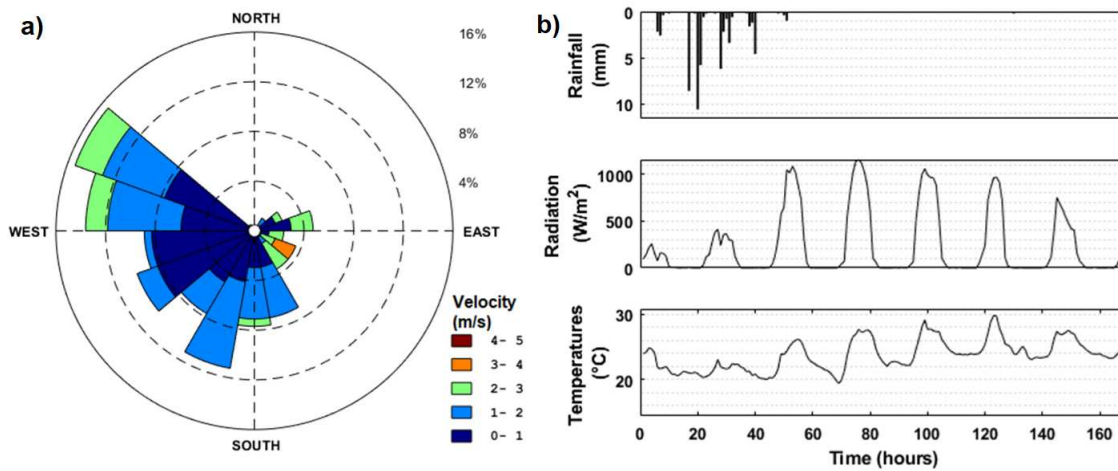 a)
NORTH
16%
12%
8%
4%
WEST
EAST
SOUTH
Velocity
(m/s)
4- 5
3- 4
2- 3
1- 2
0- 1
b)
Rainfall
(mm)
0
5
10
Radiation
(W/m²)
1000
500
0
Temperatures
(°C)
30
20
0
20
40
60
80
100
120
140
160
Time (hours)